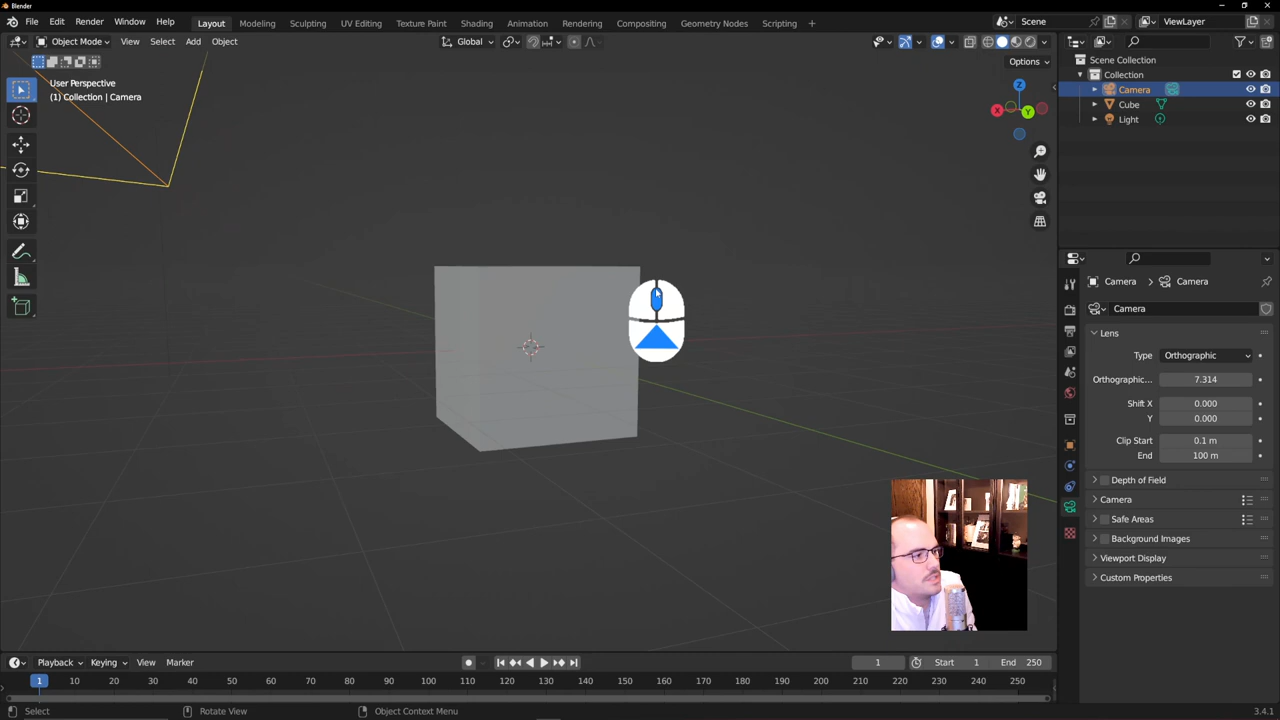 Blender
File Edit Render Window Help Layout Modeling Sculpting UV Editing Texture Paint Shading Animation Rendering Compositing Geometry Nodes Scripting + Scene ViewLayer
Object Mode View Select Add Object Global
Options
User Perspective
(1) Collection | Camera
Z
X
Y
Scene Collection
Collection
Camera
Cube
Light
Camera > Camera
Camera
Lens
Type Orthographic
Orthographic... 7.314
Shift X 0.000
Y 0.000
Clip Start 0.1 m
End 100 m
Depth of Field
Camera
Safe Areas
Background Images
Viewport Display
Custom Properties
Playback Keying View Marker 1 Start 1 End 250
1 10 20 30 40 50 60 70 80 90 100 110 120 130 140 150 160 170 180 190 200 210 220 230 240 250
Select Rotate View Object Context Menu 3.4.1